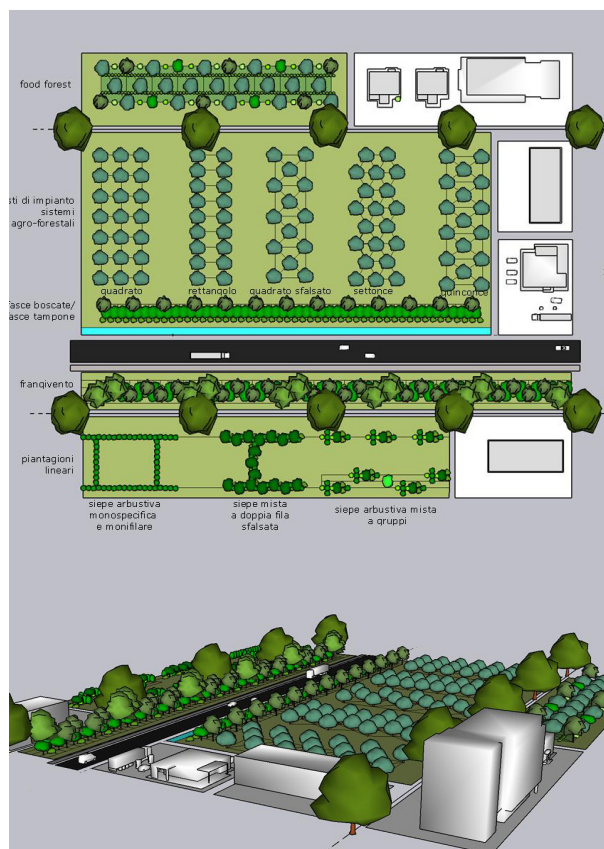 food forest
sti di impianto
sistemi
agro-forestali
quadrato
rettangolo
quadrato sfalsato
settonce
quinconce
fasce boscate/
fasce tampone
frangivento
piantagioni
lineari
siepe arbustiva
monospecifica
e monifilare
siepe mista
a doppia fila
sfalsata
siepe arbustiva mista
a gruppi